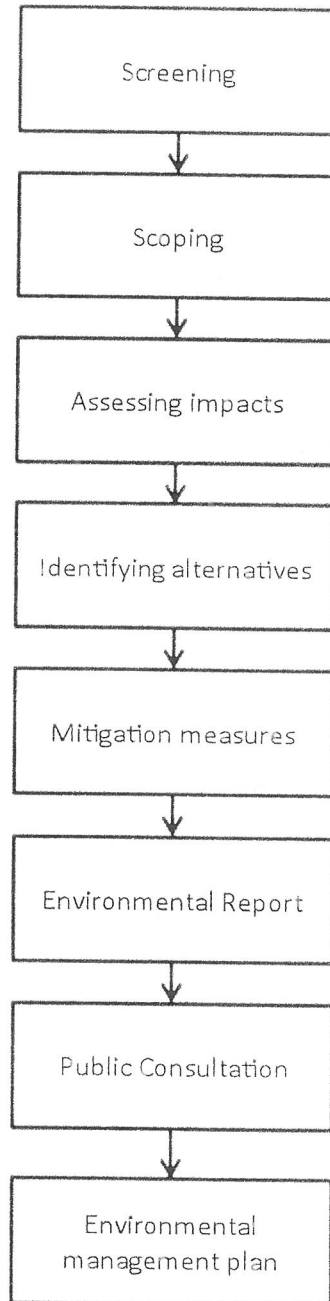 Screening
Scoping
Assessing impacts
Identifying alternatives
Mitigation measures
Environmental Report
Public Consultation
Environmental
management plan